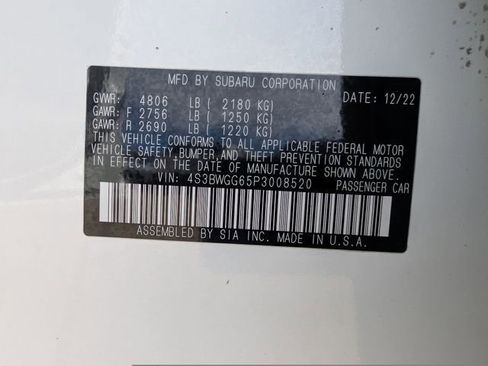 MFD BY SUBARU CORPORATION
DATE: 12/22
GVWR: 4806 LB ( 2180 KG)
GAWR: F 2756 LB ( 1250 KG)
GAWR: R 2690 LB ( 1220 KG)
THIS VEHICLE CONFORMS TO ALL APPLICABLE FEDERAL MOTOR
VEHICLE SAFETY,BUMPER,AND THEFT PREVENTION STANDARDS
IN EFFECT ON THE DATE OF MANUFACTURE SHOWN ABOVE.
VIN: 4S3BWGG65P3008520
PASSENGER CAR
ASSEMBLED BY SIA INC. MADE IN U.S.A.